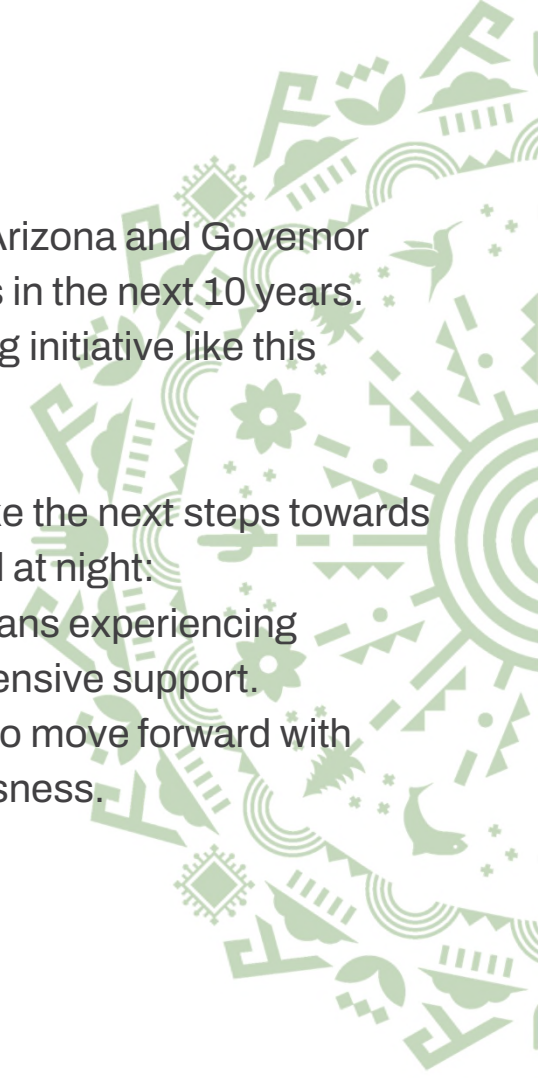 Arizona and Governor
s in the next 10 years.
g initiative like this
ke the next steps towards
d at night:
ans experiencing
ensive support.
o move forward with
sness.